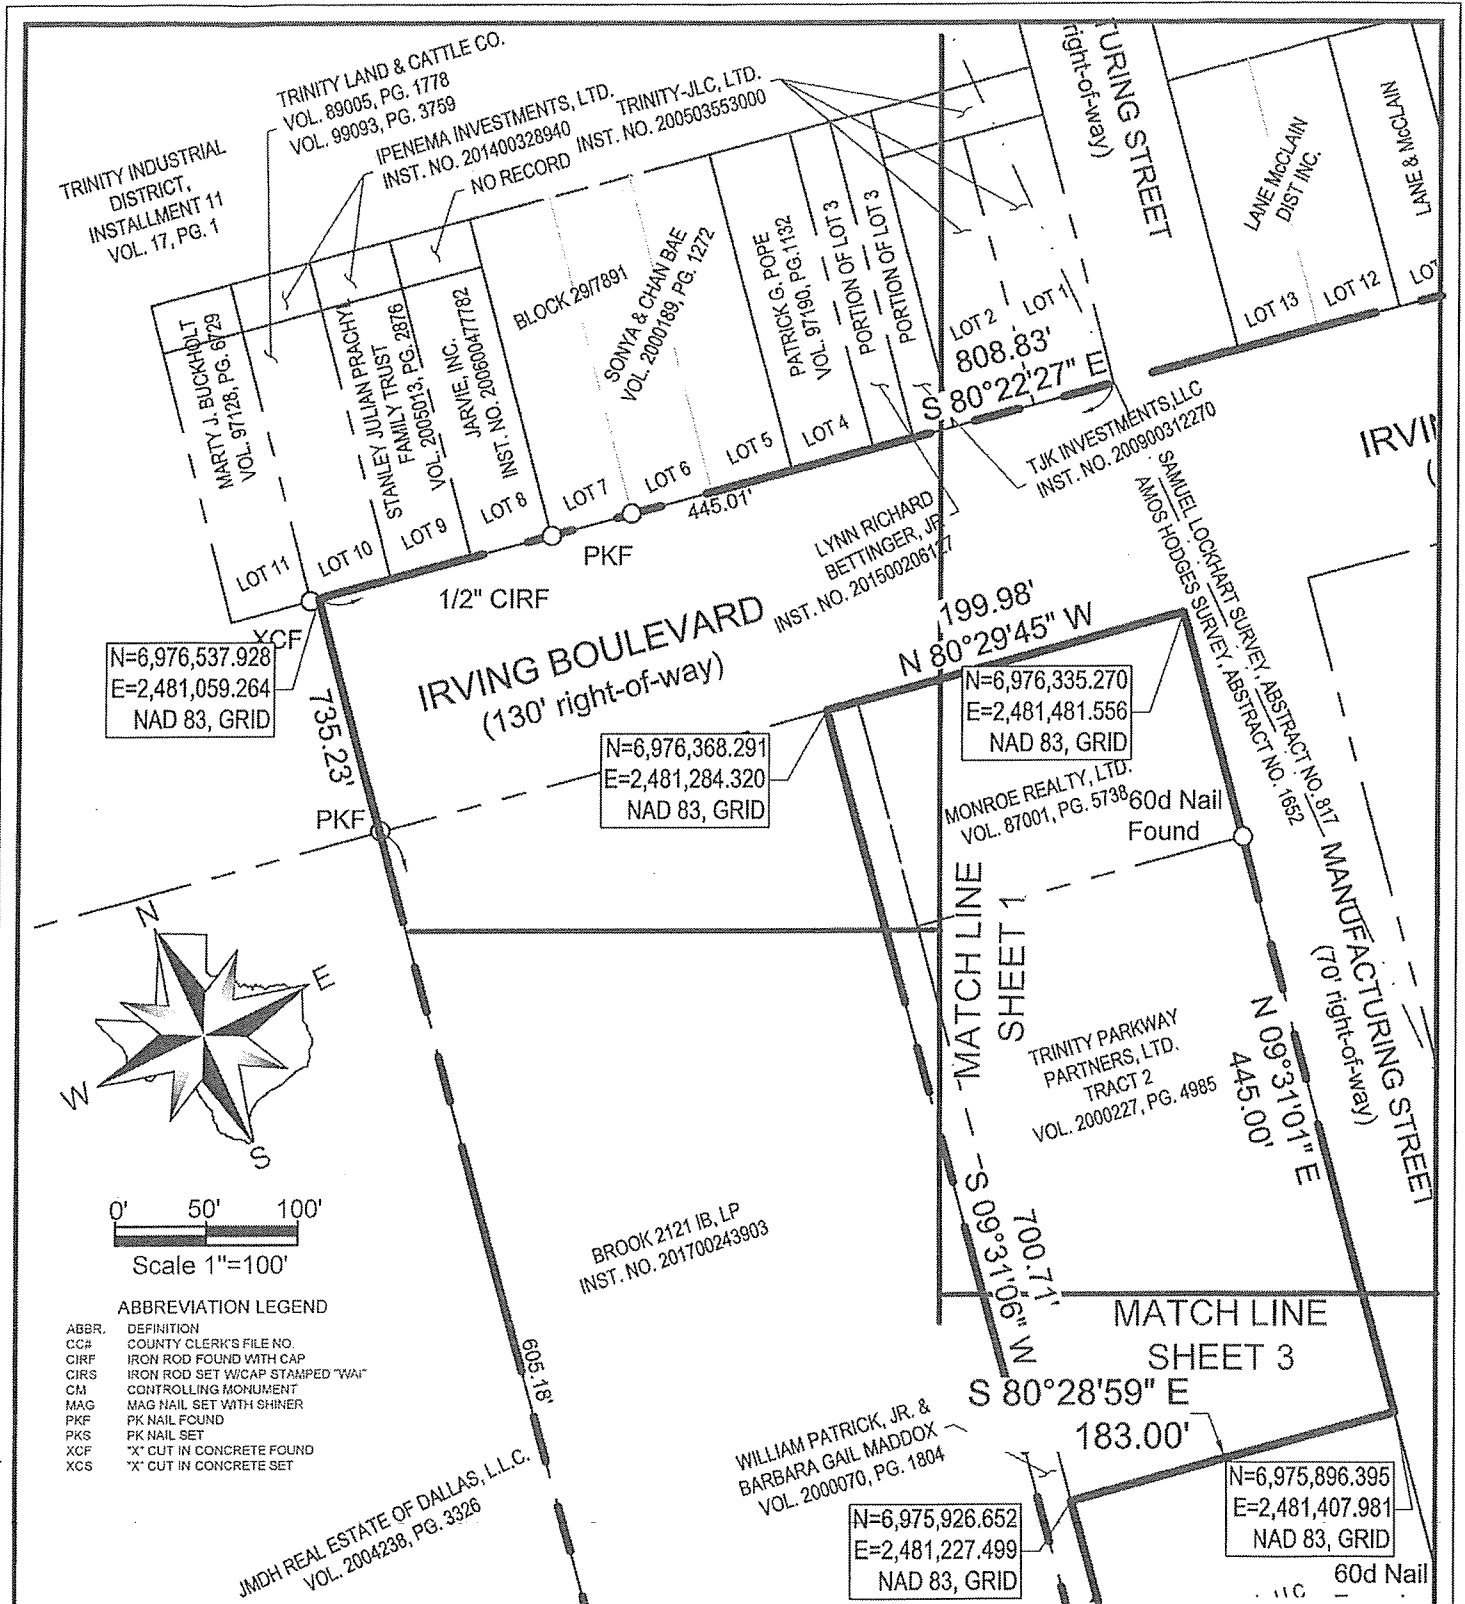 TRINITY LAND & CATTLE CO.
VOL. 89005, PG. 1778
VOL. 99093, PG. 3759
IPENEMA INVESTMENTS, LTD.
INST. NO. 201400328940
NO RECORD
TRINITY-JLC, LTD.
INST. NO. 200503553000
TRINITY INDUSTRIAL
DISTRICT,
INSTALLMENT 11
VOL. 17, PG. 1
TURING STREET
right-of-way)
LANE McCLAIN
DIST INC.
LANE & McCLAIN
MARTY J. BUCKHOLT
VOL. 97128, PG. 6729
STANLEY JULIAN PRACHYL
FAMILY TRUST
VOL. 2005013, PG. 2876
JARVIE, INC.
INST. NO. 200600477782
BLOCK 29/7891
SONYA & CHAN BAE
VOL. 2000189, PG. 1272
PATRICK G. POPE
VOL. 97190, PG.1132
PORTION OF LOT 3
PORTION OF LOT 3
LOT 11
LOT 10
LOT 9
LOT 8
LOT 7
LOT 6
LOT 5
LOT 4
LOT 2
LOT 1
LOT 13
LOT 12
LOT
808.83'
S 80°22'27" E
445.01'
PKF
1/2" CIRF
XCF
TJK INVESTMENTS,LLC
INST. NO. 200900312270
IRVIN
(
LYNN RICHARD
BETTINGER, JR.
INST. NO. 201500206127
SAMUEL LOCKHART SURVEY, ABSTRACT NO. 817
AMOS HODGES SURVEY, ABSTRACT NO. 1652
N=6,976,537.928
E=2,481,059.264
NAD 83, GRID
735.23'
IRVING BOULEVARD
(130' right-of-way)
199.98'
N 80°29'45" W
N=6,976,335.270
E=2,481,481.556
NAD 83, GRID
N=6,976,368.291
E=2,481,284.320
NAD 83, GRID
PKF
MONROE REALTY, LTD.
VOL. 87001, PG. 5738
60d Nail
Found
MANUFACTURING STREET
(70' right-of-way)
MATCH LINE
SHEET 1
N
E
W
S
TRINITY PARKWAY
PARTNERS, LTD.
TRACT 2
VOL. 2000227, PG. 4985
N 09°31'01" E
445.00'
0' 50' 100'
Scale 1"=100'
BROOK 2121 IB, LP
INST. NO. 201700243903
S 09°31'06" W
700.71'
ABBREVIATION LEGEND
ABBR. DEFINITION
CC# COUNTY CLERK'S FILE NO.
CIRF IRON ROD FOUND WITH CAP
CIRS IRON ROD SET W/CAP STAMPED "WAI"
CM CONTROLLING MONUMENT
MAG MAG NAIL SET WITH SHINER
PKF PK NAIL FOUND
PKS PK NAIL SET
XCF "X" CUT IN CONCRETE FOUND
XCS "X" CUT IN CONCRETE SET
605.18'
MATCH LINE
SHEET 3
S 80°28'59" E
183.00'
WILLIAM PATRICK, JR. &
BARBARA GAIL MADDOX
VOL. 2000070, PG. 1804
JMDH REAL ESTATE OF DALLAS, L.L.C.
VOL. 2004238, PG. 3326
N=6,975,926.652
E=2,481,227.499
NAD 83, GRID
N=6,975,896.395
E=2,481,407.981
NAD 83, GRID
60d Nail